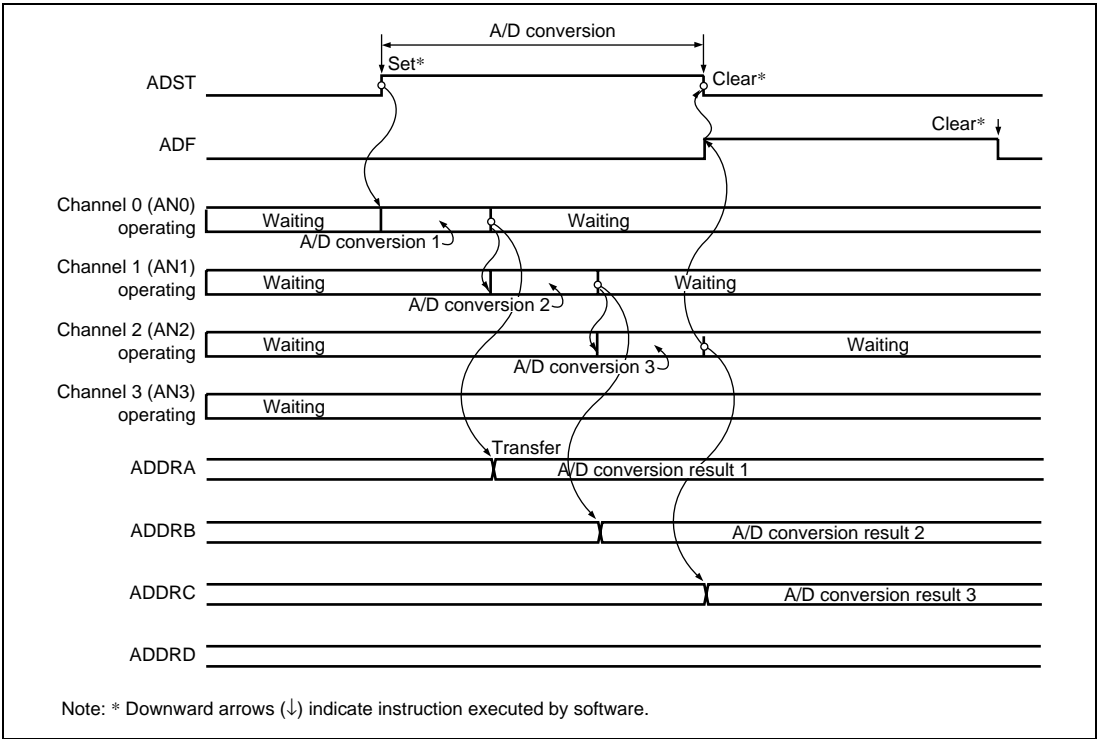 A/D conversion
Set*
ADST
Clear*
Clear*
ADF
Channel 0 (AN0)
operating
Waiting
Waiting
A/D conversion 1
Channel 1 (AN1)
operating
Waiting
Waiting
A/D conversion 2
Channel 2 (AN2)
operating
Waiting
Waiting
A/D conversion 3
Channel 3 (AN3)
operating
Waiting
Transfer
ADDRA
A/D conversion result 1
ADDRB
A/D conversion result 2
ADDRC
A/D conversion result 3
ADDRD
Note: * Downward arrows (↓) indicate instruction executed by software.